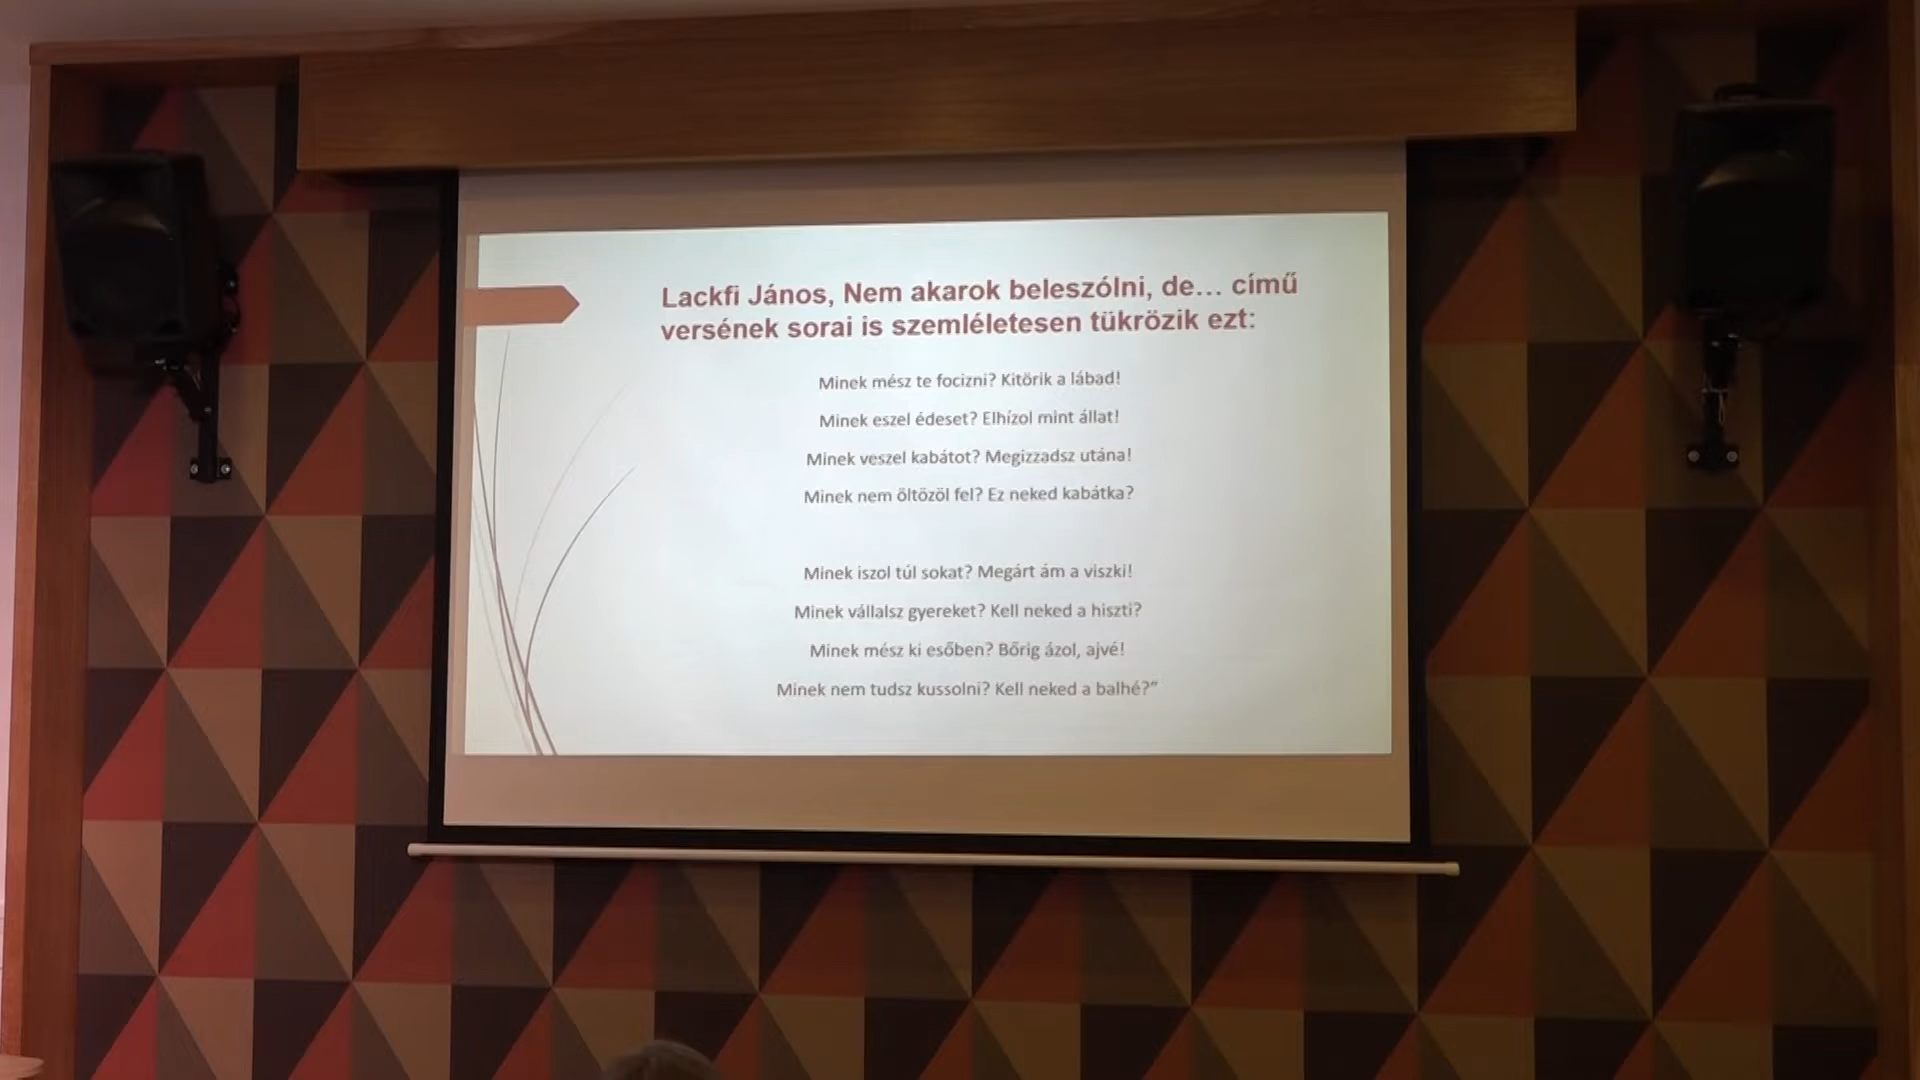 Lackfi János, Nem akarok beleszólni, de... című
versének sorai is szemléletesen tükrözik ezt:
Minek mész te focizni? Kitörik a lábad!
Minek eszel édeset? Elhízol mint állat!
Minek veszel kabátot? Megizzadsz utána!
Minek nem öltözöl fel? Ez neked kabátka?
Minek iszol túl sokat? Megárt ám a viszki!
Minek vállalsz gyereket? Kell neked a hiszti?
Minek mész ki esőben? Bőrig ázol, ajvé!
Minek nem tudsz kussolni? Kell neked a balhé?"